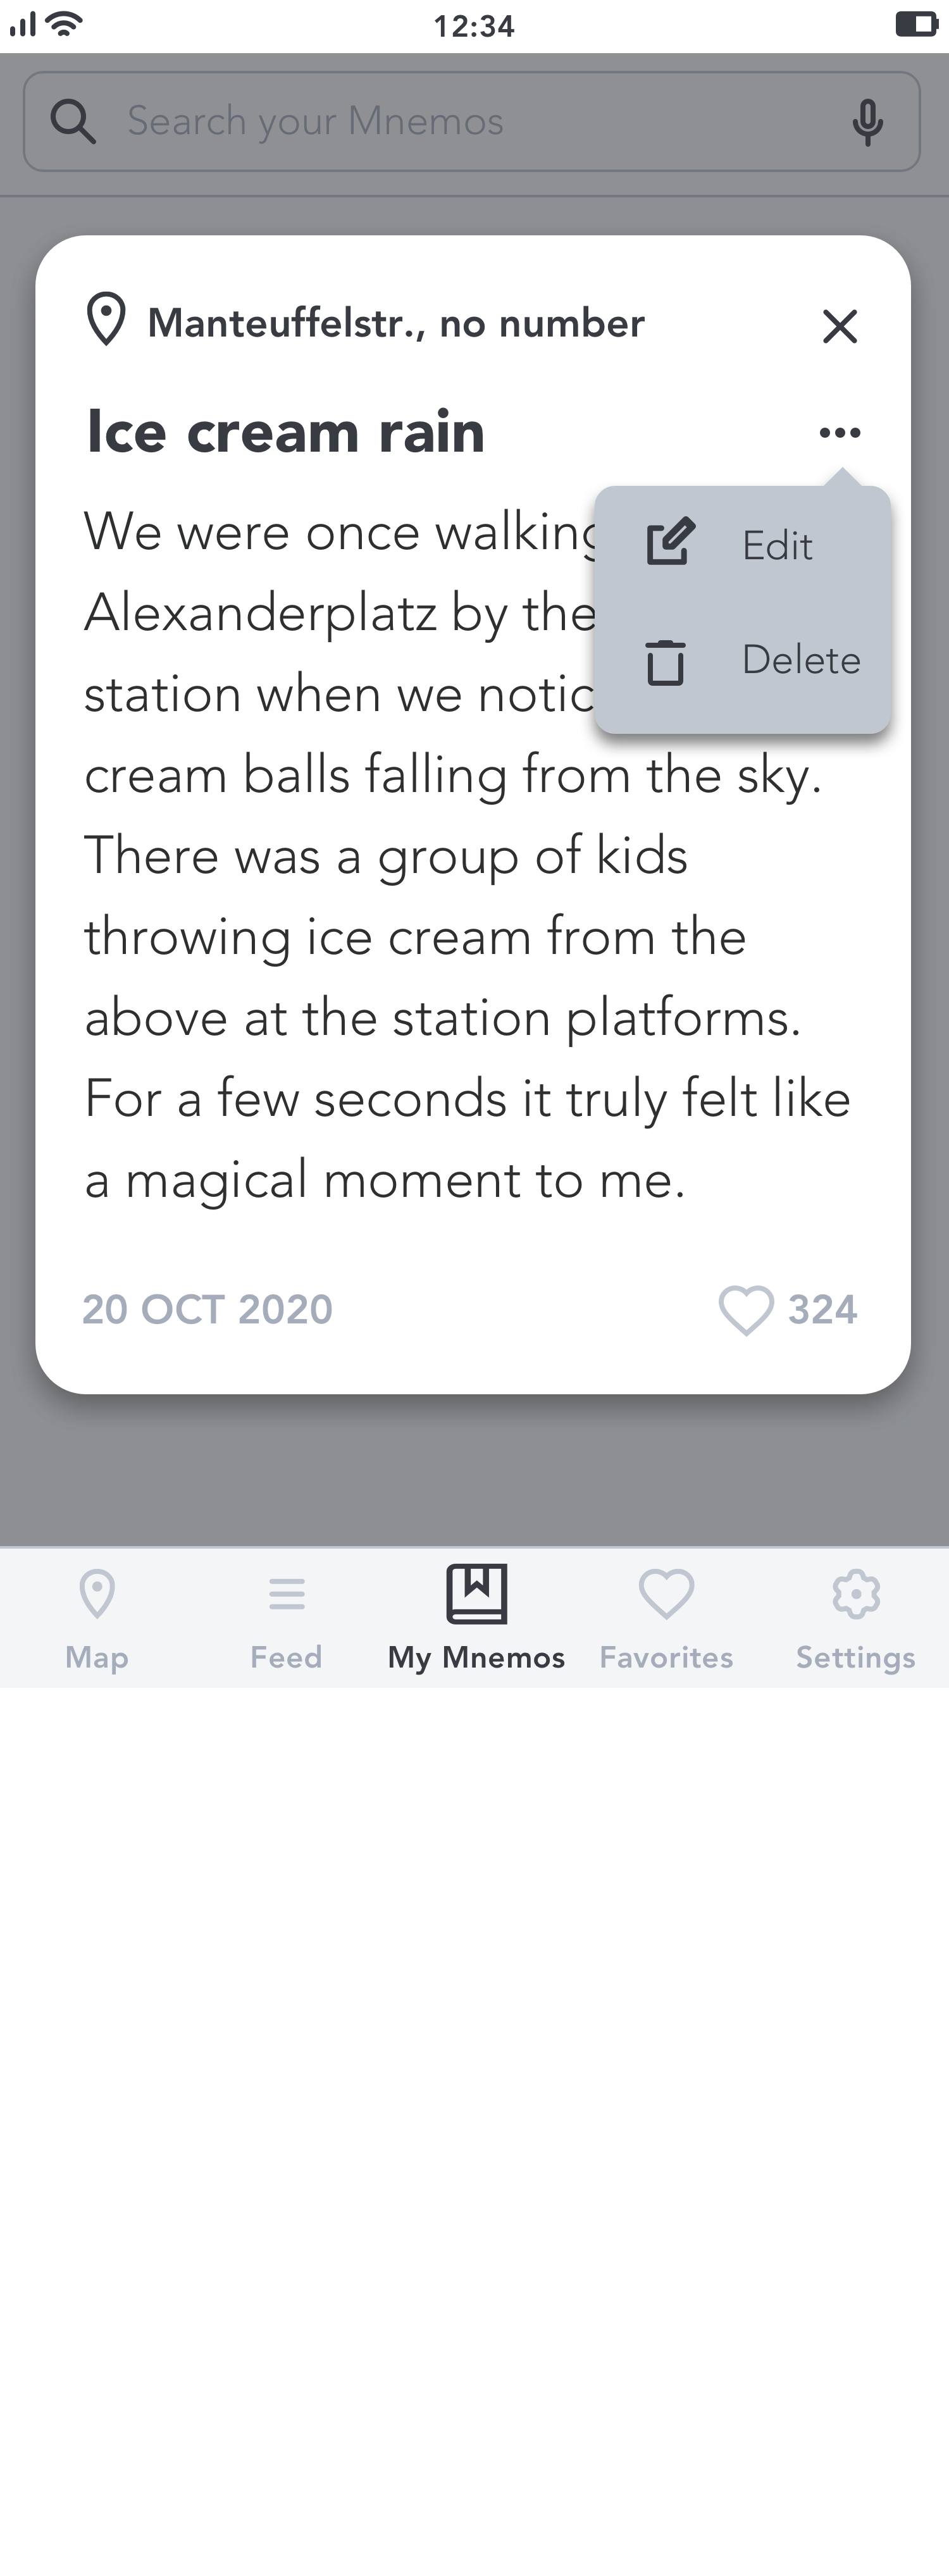 12:34
Search your Mnemos
Manteuffelstr., no number
Ice cream rain
We were once walking
Alexanderplatz by the
station when we notic
cream balls falling from the sky.
There was a group of kids
throwing ice cream from the
above at the station platforms.
For a few seconds it truly felt like
a magical moment to me.
Edit
Delete
20 OCT 2020
324
Map
Feed
My Mnemos
Favorites
Settings